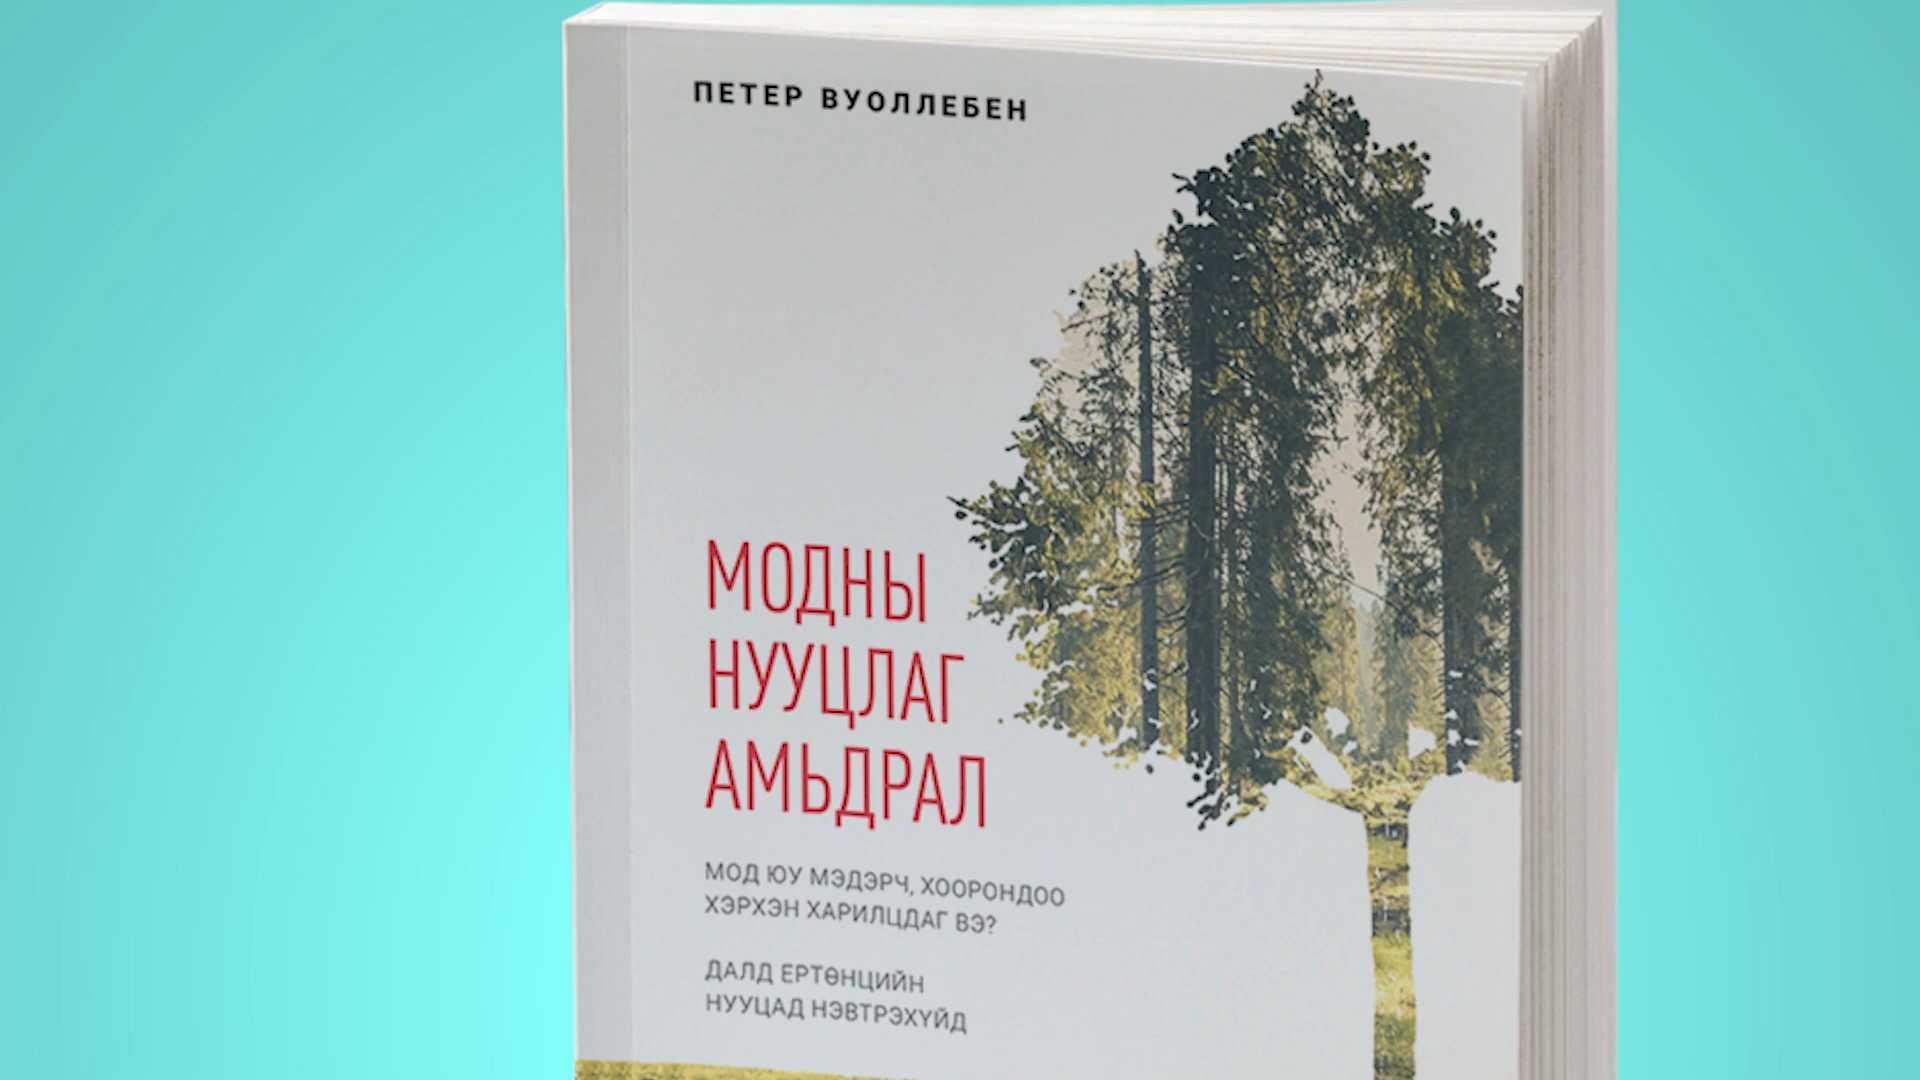 ПЕТЕР ВУОЛЛЕБЕН
МОДНЫ
НУУЦЛАГ
АМЬДРАЛ
МОД ЮУ МЭДЭРЧ, ХООРОНДОО
ХЭРХЭН ХАРИЛЦДАГ ВЭ?
ДАЛД ЕРТӨНЦИЙН
НУУЦАД НЭВТРЭХҮЙД